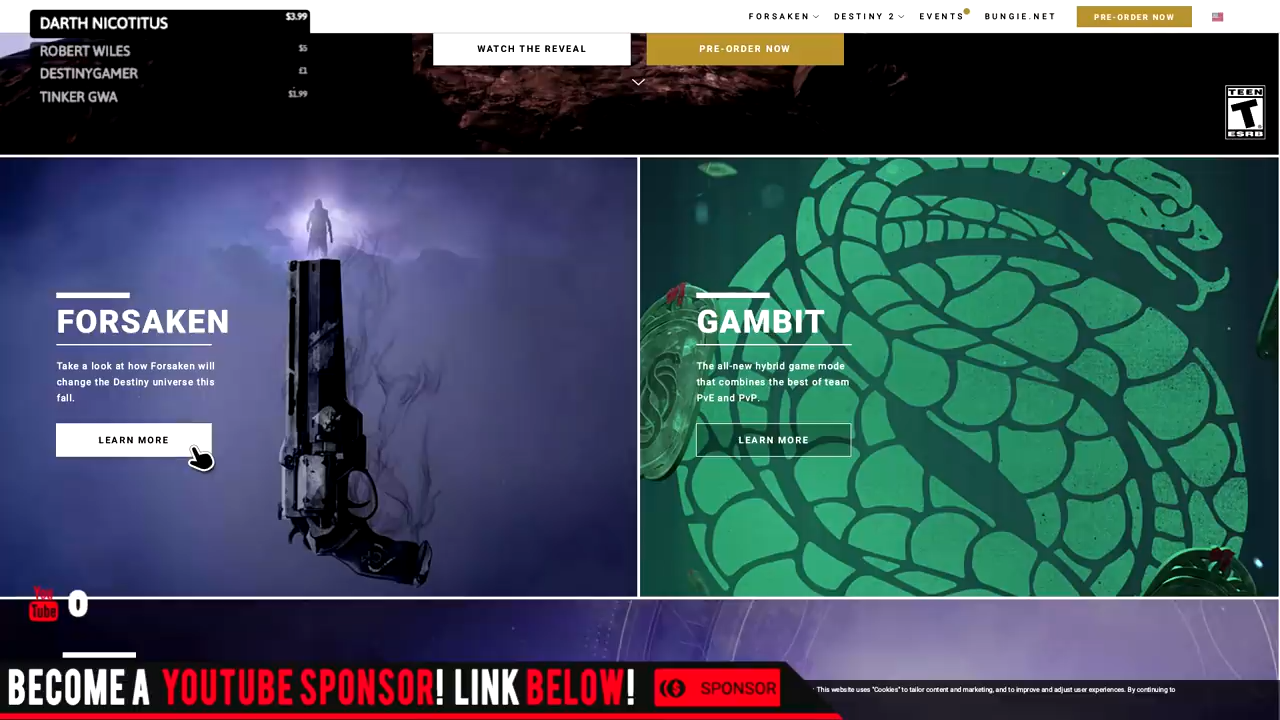 DARTH NICOTITUS $3.99
ROBERT WILES $5
DESTINYGAMER £1
TINKER GWA $1.99
FORSAKEN DESTINY 2 EVENTS BUNGIE.NET PRE-ORDER NOW
WATCH THE REVEAL PRE-ORDER NOW
TEEN
T
ESRB
FORSAKEN
Take a look at how Forsaken will
change the Destiny universe this
fall.
LEARN MORE
GAMBIT
The all-new hybrid game mode
that combines the best of team
PvE and PvP.
LEARN MORE
You
Tube 0
BECOME A YOUTUBE SPONSOR! LINK BELOW! SPONSOR
: This website uses "Cookies" to tailor content and marketing, and to improve and adjust user experiences. By continuing to